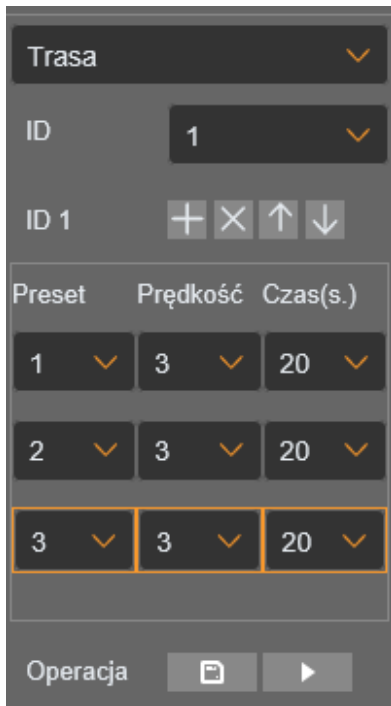 Trasa
ID 1
ID 1
Preset Prędkość Czas(s.)
1 3 20
2 3 20
3 3 20
Operacja